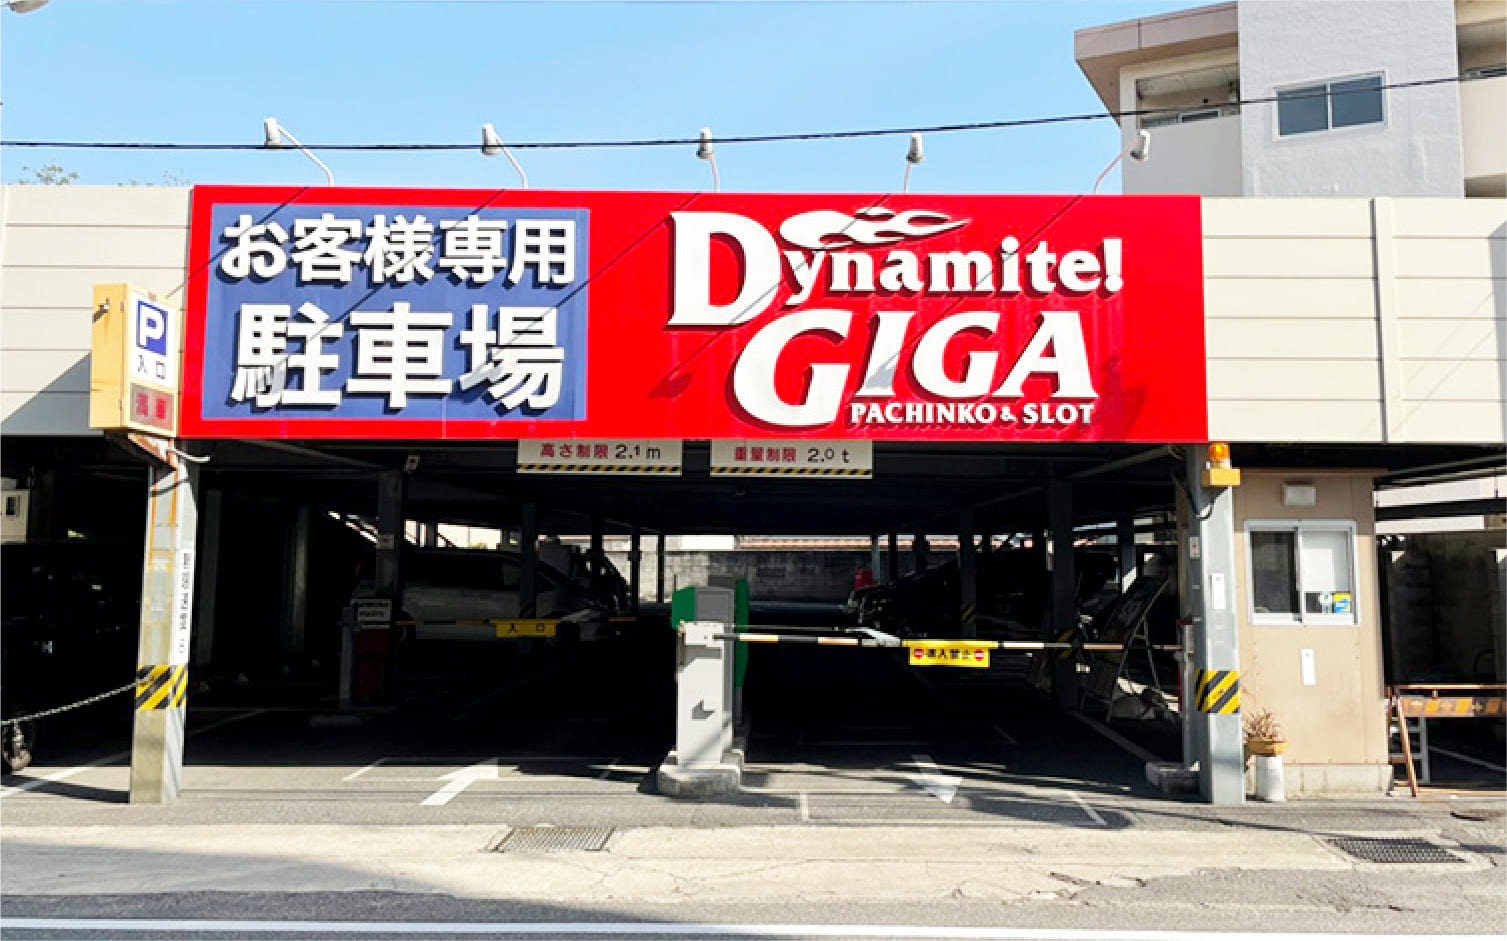 お客様専用
駐車場
Dynamite!
GIGA
PACHINKO & SLOT
P
入口
満車
高さ制限 2.1m
重量制限 2.0t
入口
進入禁止